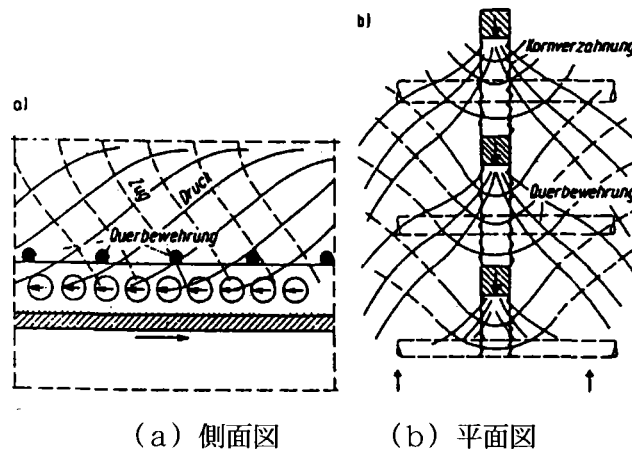 a)
Zug
Druck
Querbewehrung
b)
Kornverzahnung
Querbewehrung
(a) 側面図
(b) 平面図